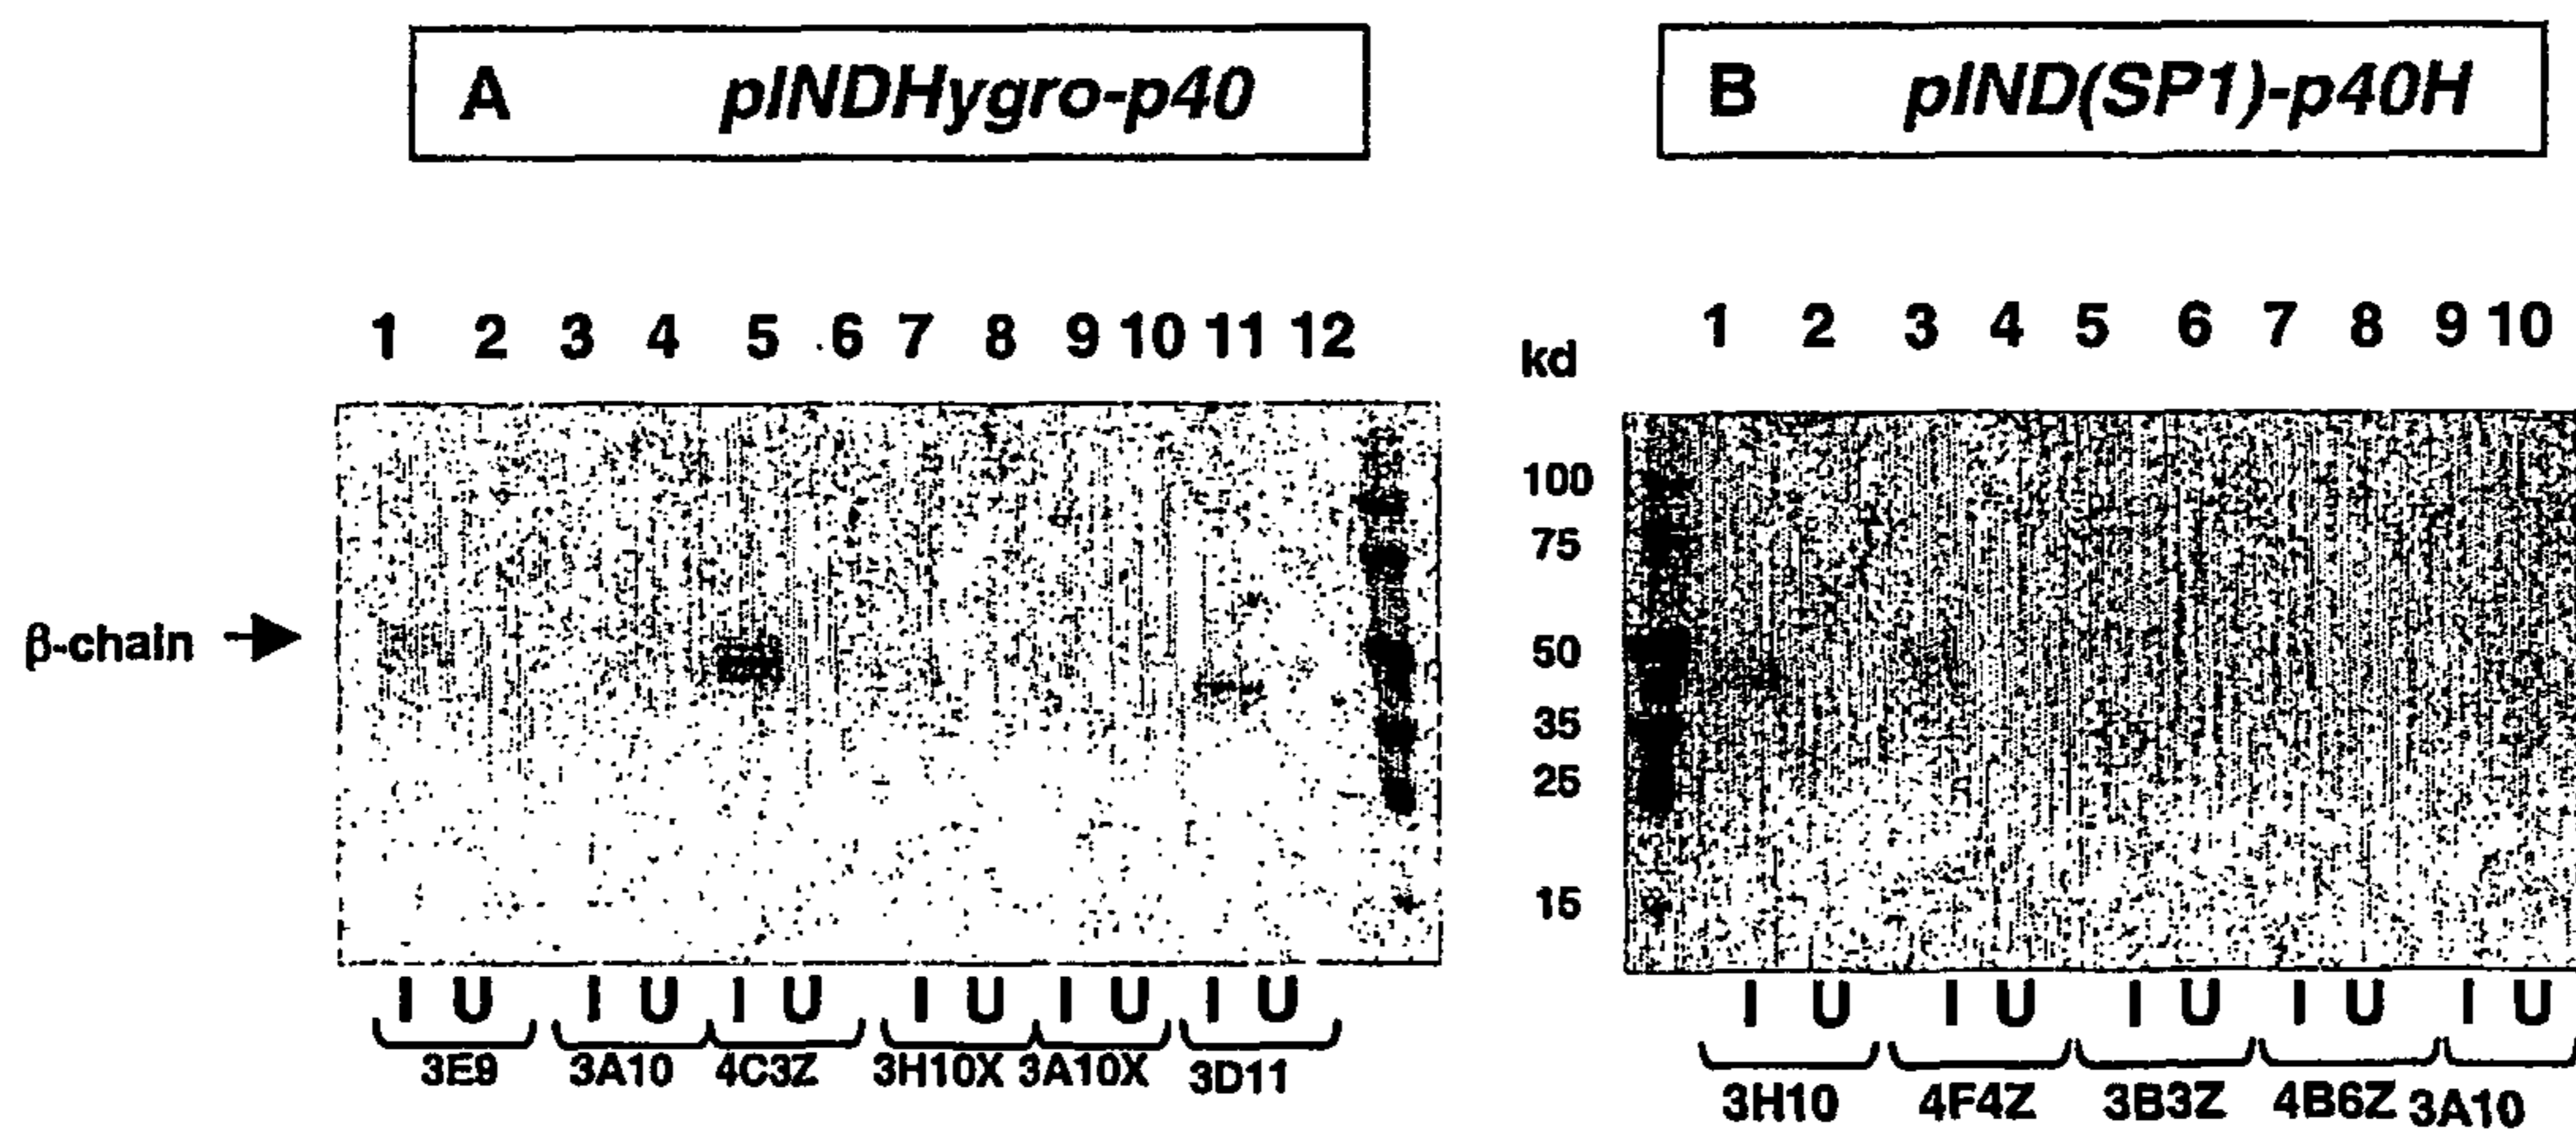 A pINDHygro-p40
B pIND(SP1)-p40H
1 2 3 4 5 6 7 8 9 10 11 12
kd
1 2 3 4 5 6 7 8 9 10
100
75
β-chain
50
35
25
15
I U I U I U I U I U I U
3E9 3A10 4C3Z 3H10X 3A10X 3D11
I U I U I U I U I U
3H10 4F4Z 3B3Z 4B6Z 3A10